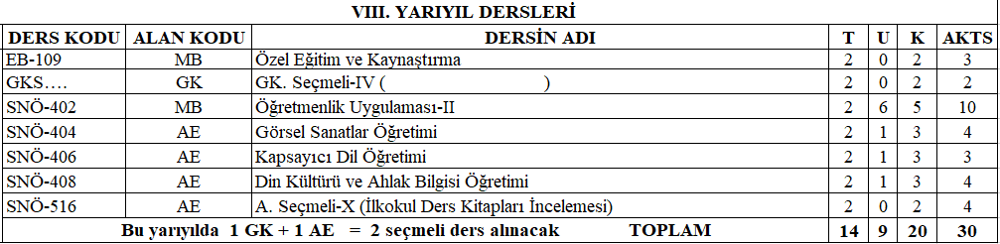 VIII. YARIYIL DERSLERİ
DERS KODU ALAN KODU DERSİN ADI T U K AKTS
EB-109 MB Özel Eğitim ve Kaynaştırma 2 0 2 3
GKS…. GK GK. Seçmeli-IV ( ) 2 0 2 2
SNÖ-402 MB Öğretmenlik Uygulaması-II 2 6 5 10
SNÖ-404 AE Görsel Sanatlar Öğretimi 2 1 3 4
SNÖ-406 AE Kapsayıcı Dil Öğretimi 2 1 3 3
SNÖ-408 AE Din Kültürü ve Ahlak Bilgisi Öğretimi 2 1 3 4
SNÖ-516 AE A. Seçmeli-X (İlkokul Ders Kitapları İncelemesi) 2 0 2 4
Bu yarıyılda 1 GK + 1 AE = 2 seçmeli ders alınacak TOPLAM 14 9 20 30